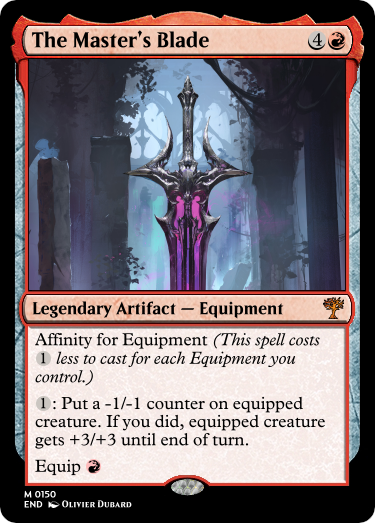 The Master's Blade 4
Legendary Artifact — Equipment
Affinity for Equipment (This spell costs
1 less to cast for each Equipment you
control.)
1: Put a -1/-1 counter on equipped
creature. If you did, equipped creature
gets +3/+3 until end of turn.
Equip
M 0150
END Olivier Dubard